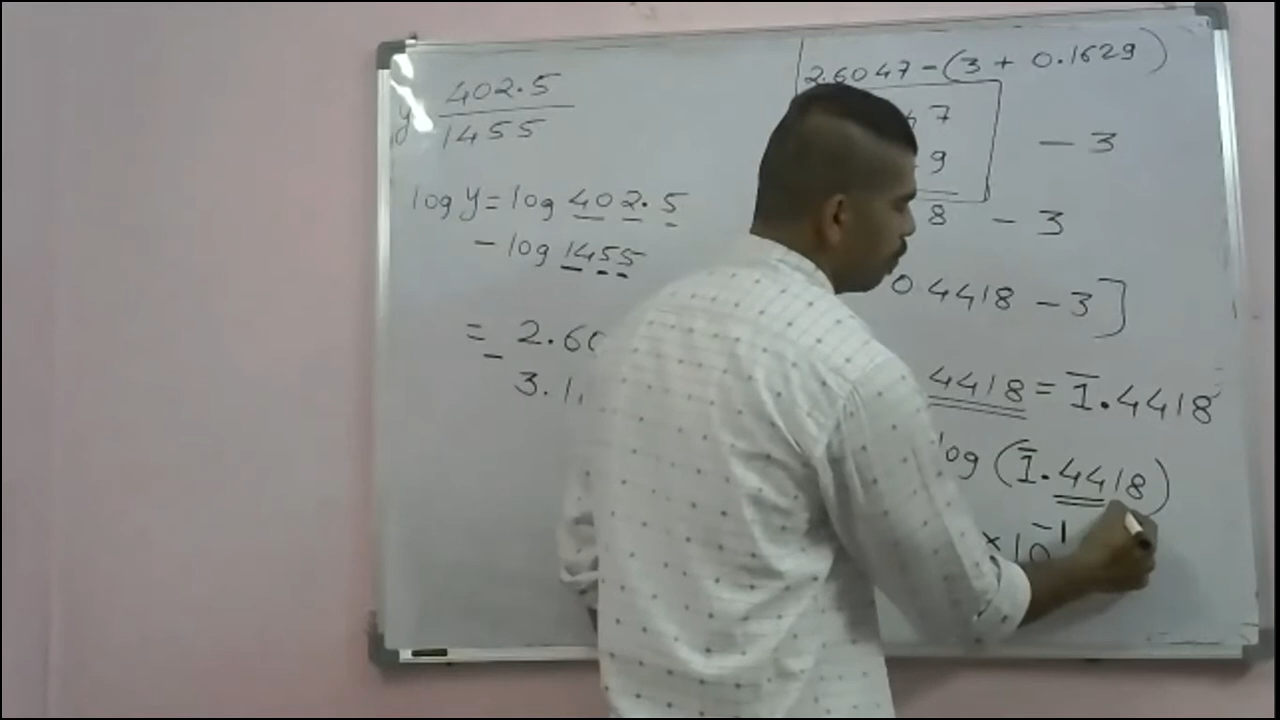 y 402.5
1455
log y = log 402.5
- log 1455
= 2.60
- 3.1
2.6047 - (3 + 0.1629)
7 - 3
9
8 - 3
0.4418 - 3]
4418 = 1̅.4418
log (1̅.4418)
× 10⁻¹